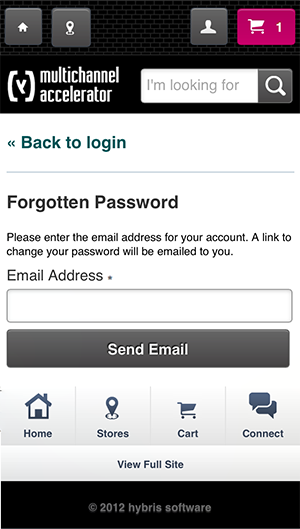 1
(y) multichannel
accelerator
I'm looking for
« Back to login
Forgotten Password
Please enter the email address for your account. A link to
change your password will be emailed to you.
Email Address *
Send Email
Home Stores Cart Connect
View Full Site
© 2012 hybris software